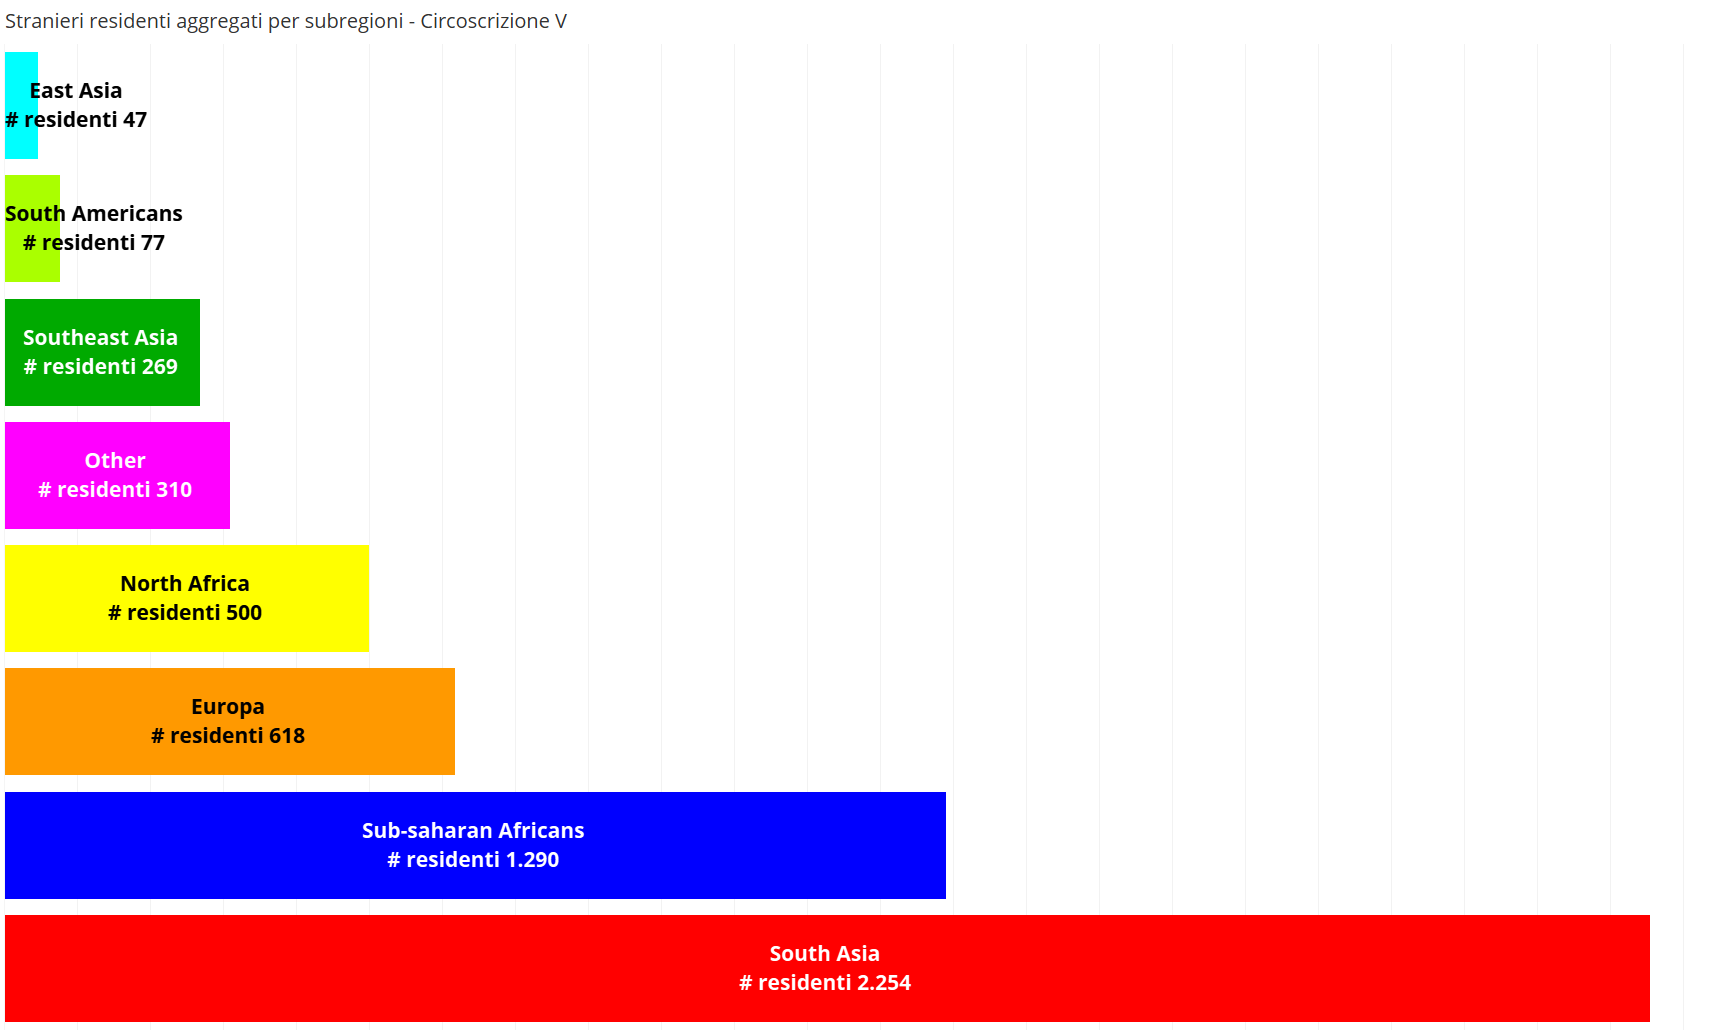 Stranieri residenti aggregati per subregioni - Circoscrizione V
East Asia
# residenti 47
South Americans
# residenti 77
Southeast Asia
# residenti 269
Other
# residenti 310
North Africa
# residenti 500
Europa
# residenti 618
Sub-saharan Africans
# residenti 1.290
South Asia
# residenti 2.254